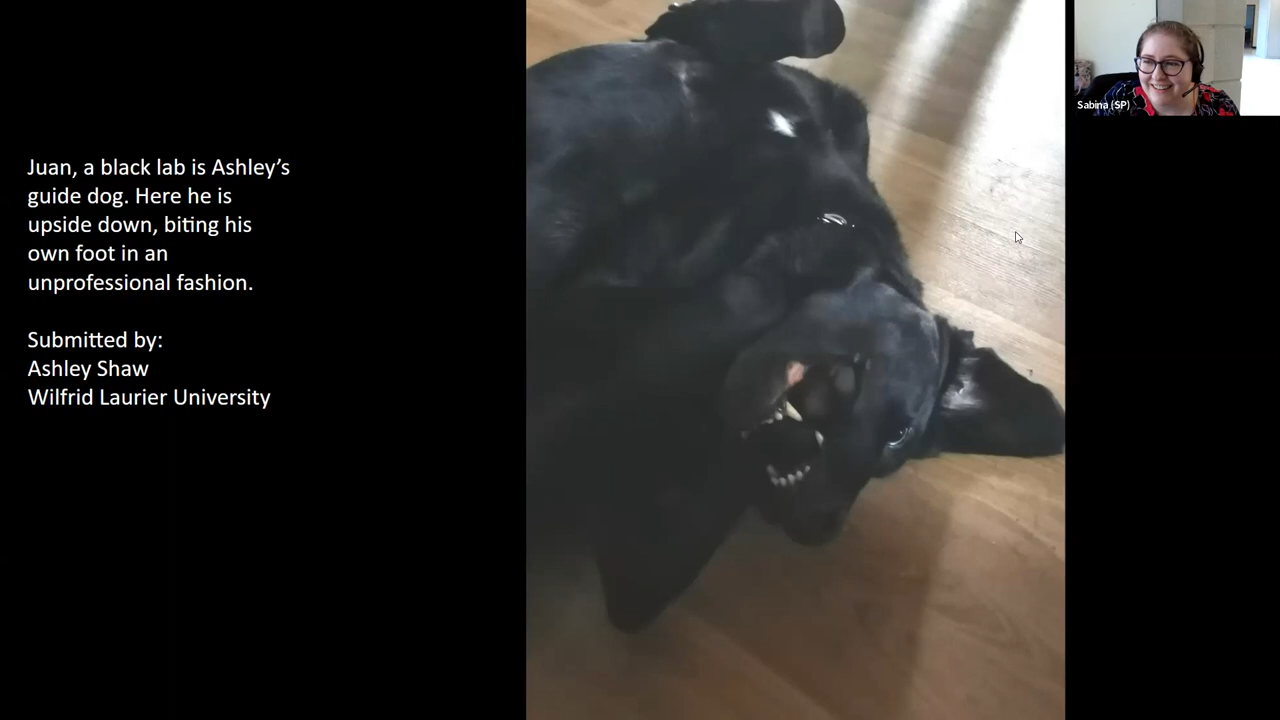 Juan, a black lab is Ashley’s
guide dog. Here he is
upside down, biting his
own foot in an
unprofessional fashion.
Submitted by:
Ashley Shaw
Wilfrid Laurier University
Sabina (SP)